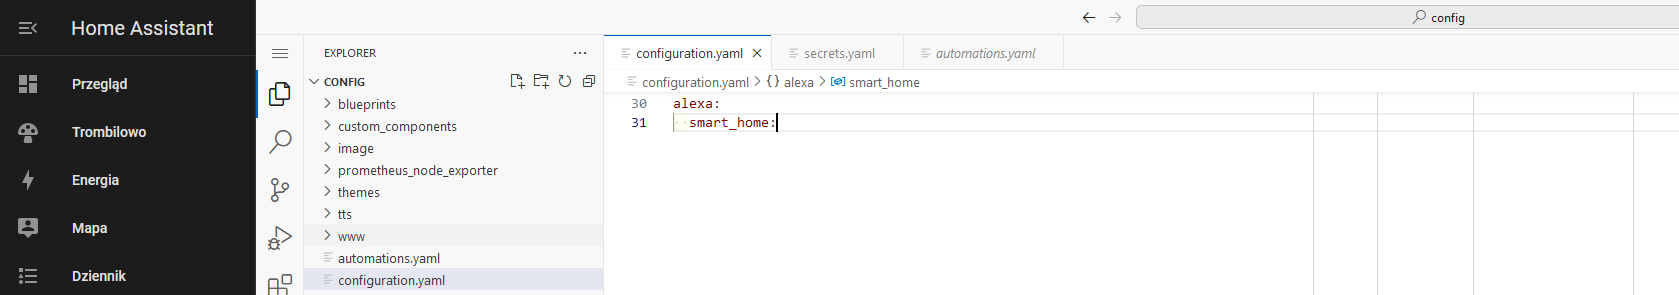 Home Assistant
Przegląd
Trombilowo
Energia
Mapa
Dziennik
config
EXPLORER
CONFIG
blueprints
custom_components
image
prometheus_node_exporter
themes
tts
www
automations.yaml
configuration.yaml
configuration.yaml
secrets.yaml
automations.yaml
configuration.yaml > {} alexa > smart_home
30 alexa:
31 smart_home: